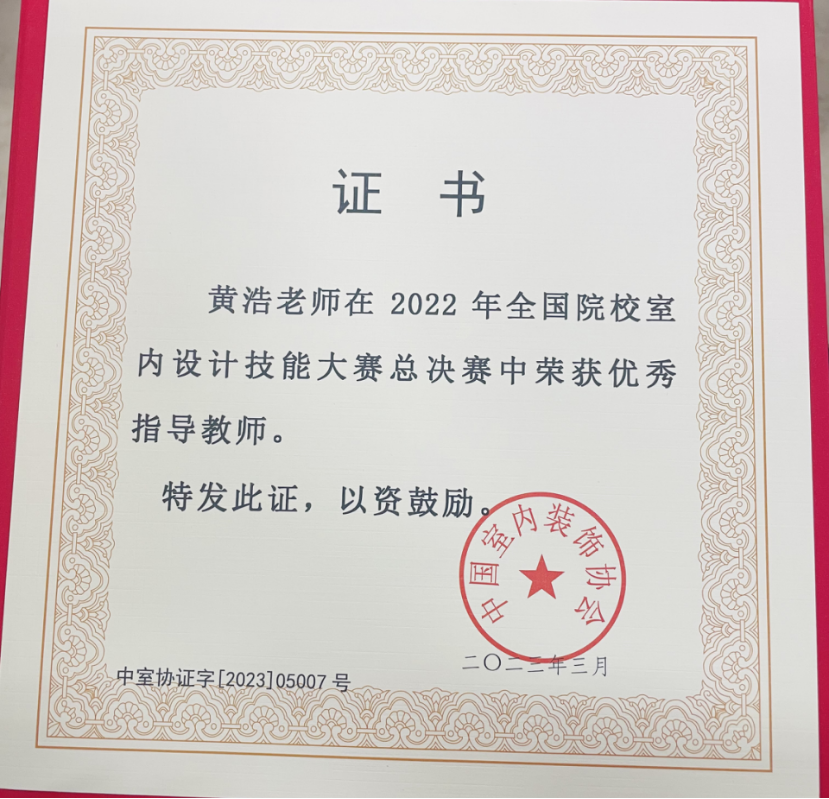 证 书
黄浩老师在 2022 年全国院校室
内设计技能大赛总决赛中荣获优秀
指导教师。
特发此证，以资鼓励。
中国室内装饰协会
二〇二三年三月
中室协证字[2023]05007 号